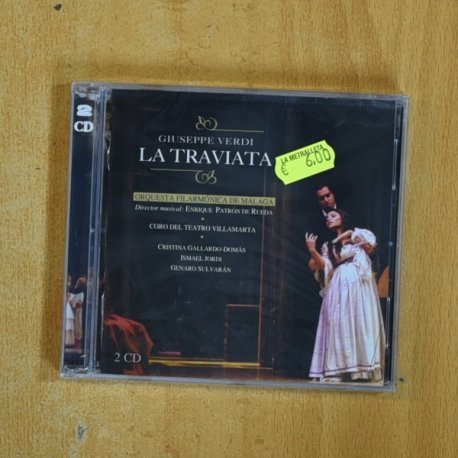 2
CD
GIUSEPPE VERDI
LA TRAVIATA
LA METRALLETA
€ 6,00
ORQUESTA FILARMÓNICA DE MÁLAGA
Director musical: ENRIQUE PATRÓN DE RUEDA
CORO DEL TEATRO VILLAMARTA
CRISTINA GALLARDO-DOMÂS
ISMAEL JORDI
GENARO SULVARÁN
2 CD